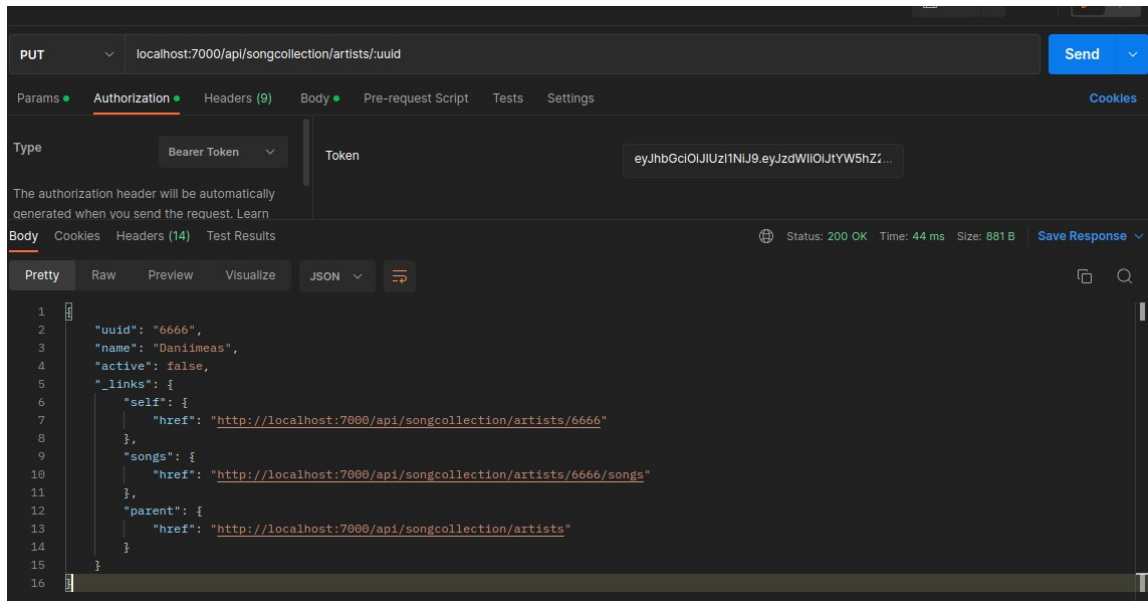 PUT
localhost:7000/api/songcollection/artists/:uuid
Send
Params Authorization Headers (9) Body Pre-request Script Tests Settings Cookies
Type Bearer Token Token eyJhbGciOiJIUzI1NiJ9.eyJzdWIiOiJtYW5hZ2...
The authorization header will be automatically
generated when you send the request. Learn
Body Cookies Headers (14) Test Results Status: 200 OK Time: 44 ms Size: 881 B Save Response
Pretty Raw Preview Visualize JSON
1 {
2 "uuid": "6666",
3 "name": "Daniimeas",
4 "active": false,
5 "_links": {
6 "self": {
7 "href": "http://localhost:7000/api/songcollection/artists/6666"
8 },
9 "songs": {
10 "href": "http://localhost:7000/api/songcollection/artists/6666/songs"
11 },
12 "parent": {
13 "href": "http://localhost:7000/api/songcollection/artists"
14 }
15 }
16 }